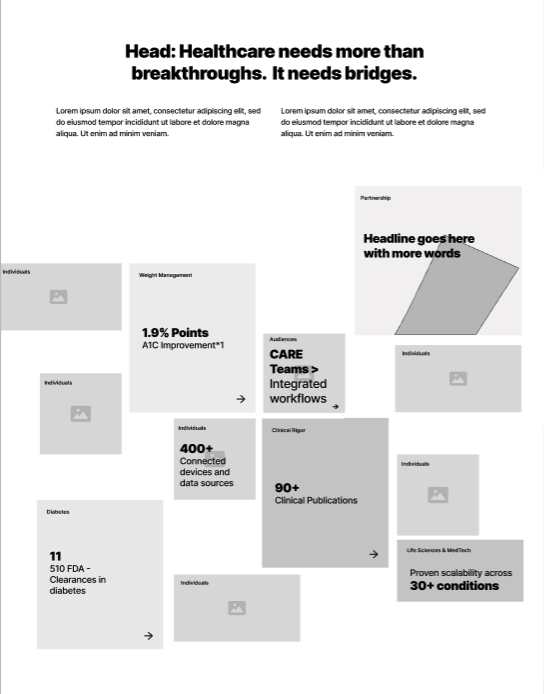 Head: Healthcare needs more than
breakthroughs. It needs bridges.
Lorem ipsum dolor sit amet, consectetur adipiscing elit, sed
do eiusmod tempor incididunt ut labore et dolore magna
aliqua. Ut enim ad minim veniam.
Lorem ipsum dolor sit amet, consectetur adipiscing elit, sed
do eiusmod tempor incididunt ut labore et dolore magna
aliqua. Ut enim ad minim veniam.
Partnership
Headline goes here
with more words
Individuals
Weight Management
1.9% Points
A1C Improvement*1
Audiences
CARE
Teams >
Integrated
workflows
Individuals
Individuals
Individuals
400+
Connected
devices and
data sources
Clinical Rigor
90+
Clinical Publications
Individuals
Diabetes
11
510 FDA -
Clearances in
diabetes
Life Sciences & MedTech
Proven scalability across
30+ conditions
Individuals